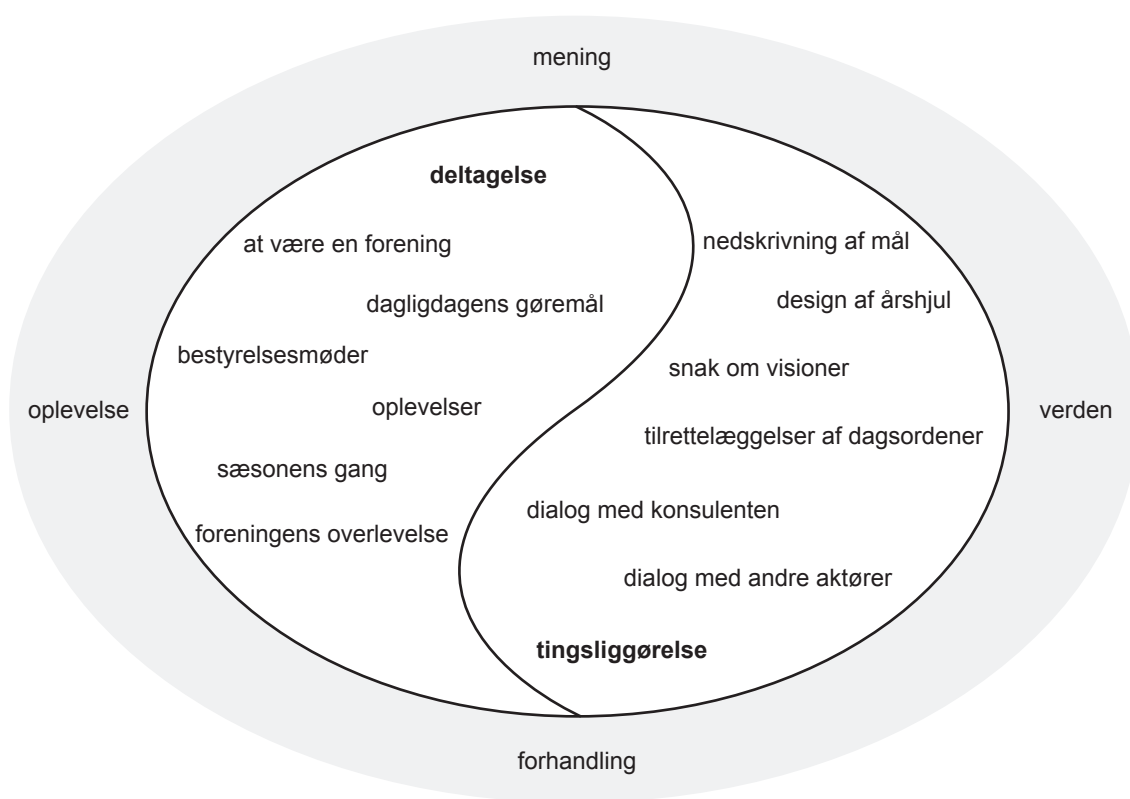 mening
deltagelse
at være en forening
nedskrivning af mål
dagligdagens gøremål
design af årshjul
bestyrelsesmøder
snak om visioner
oplevelse
oplevelser
verden
tilrettelæggelser af dagsordener
sæsonens gang
dialog med konsulenten
foreningens overlevelse
dialog med andre aktører
tingsliggørelse
forhandling